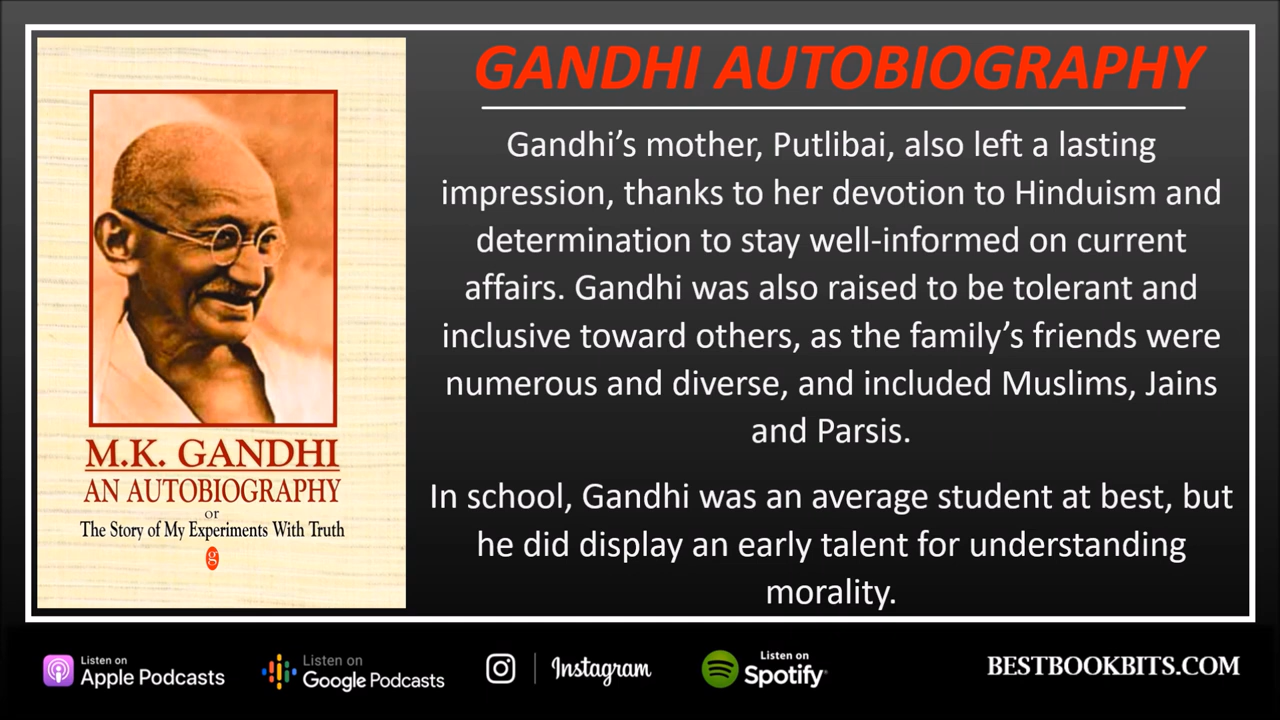 GANDHI AUTOBIOGRAPHY
Gandhi’s mother, Putlibai, also left a lasting
impression, thanks to her devotion to Hinduism and
determination to stay well-informed on current
affairs. Gandhi was also raised to be tolerant and
inclusive toward others, as the family’s friends were
numerous and diverse, and included Muslims, Jains
and Parsis.
In school, Gandhi was an average student at best, but
he did display an early talent for understanding
morality.
M.K. GANDHI
AN AUTOBIOGRAPHY
or
The Story of My Experiments With Truth
g
Listen on
Apple Podcasts
Listen on
Google Podcasts
Instagram
Listen on
Spotify
BESTBOOKBITS.COM